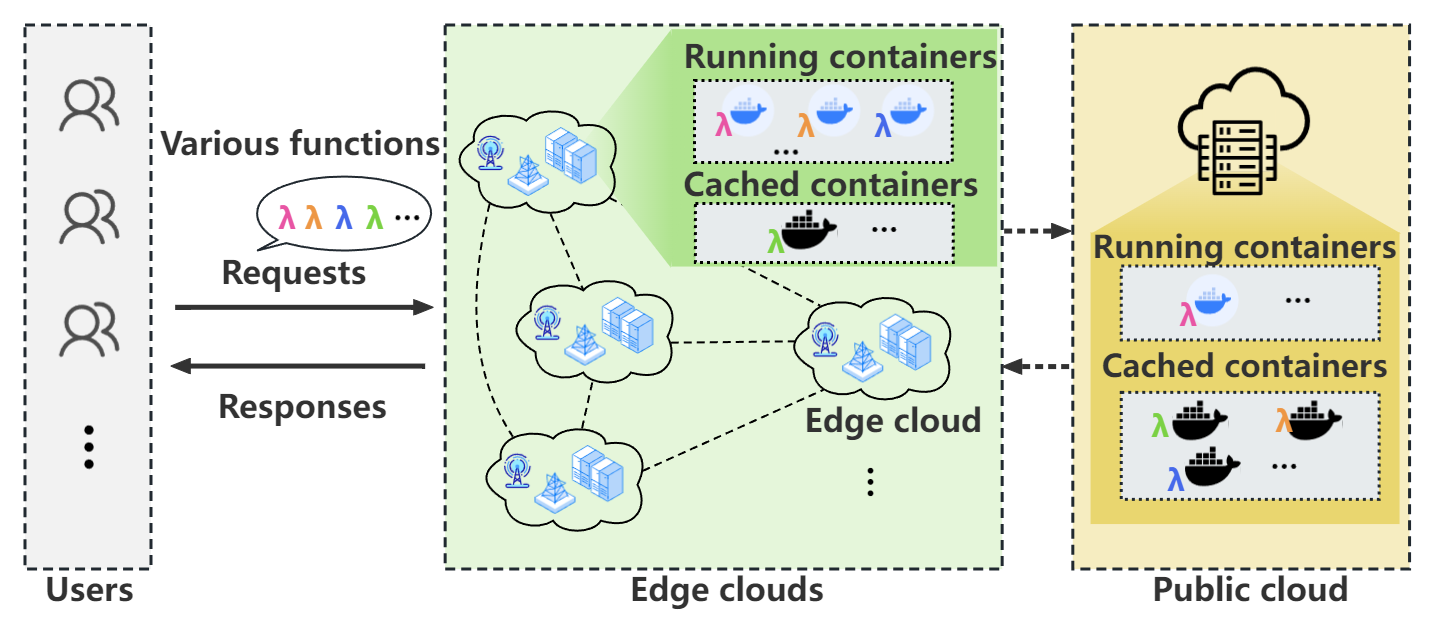 Various functions
λ λ λ λ ...
Requests
Responses
Users
Running containers
λ λ λ
...
Cached containers
λ ...
Edge cloud
Edge clouds
Running containers
λ ...
Cached containers
λ λ
λ ...
Public cloud